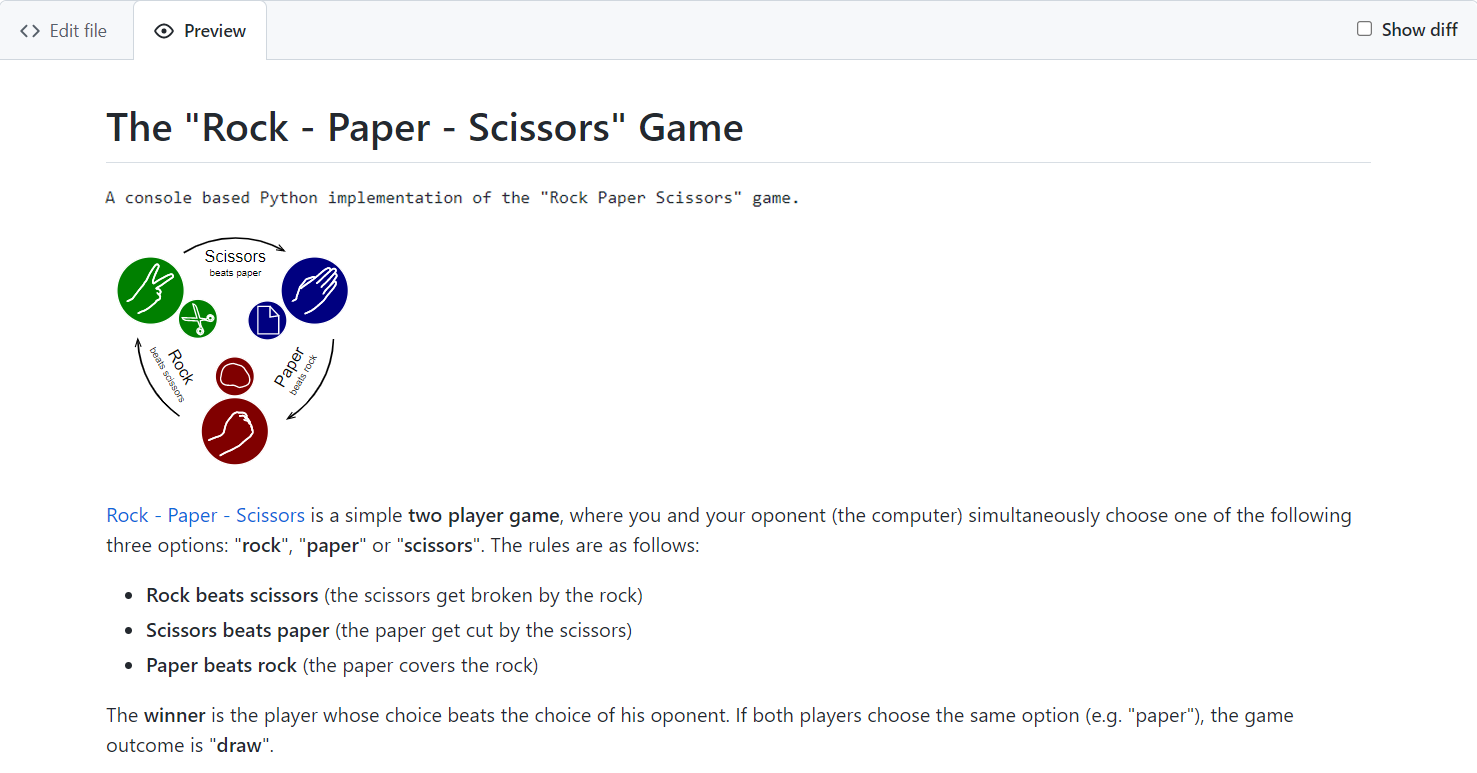 Edit file
Preview
Show diff
The "Rock - Paper - Scissors" Game
A console based Python implementation of the "Rock Paper Scissors" game.
Scissors
beats paper
Rock
beats scissors
Paper
beats rock
Rock - Paper - Scissors is a simple two player game, where you and your oponent (the computer) simultaneously choose one of the following
three options: "rock", "paper" or "scissors". The rules are as follows:
Rock beats scissors (the scissors get broken by the rock)
Scissors beats paper (the paper get cut by the scissors)
Paper beats rock (the paper covers the rock)
The winner is the player whose choice beats the choice of his oponent. If both players choose the same option (e.g. "paper"), the game
outcome is "draw".